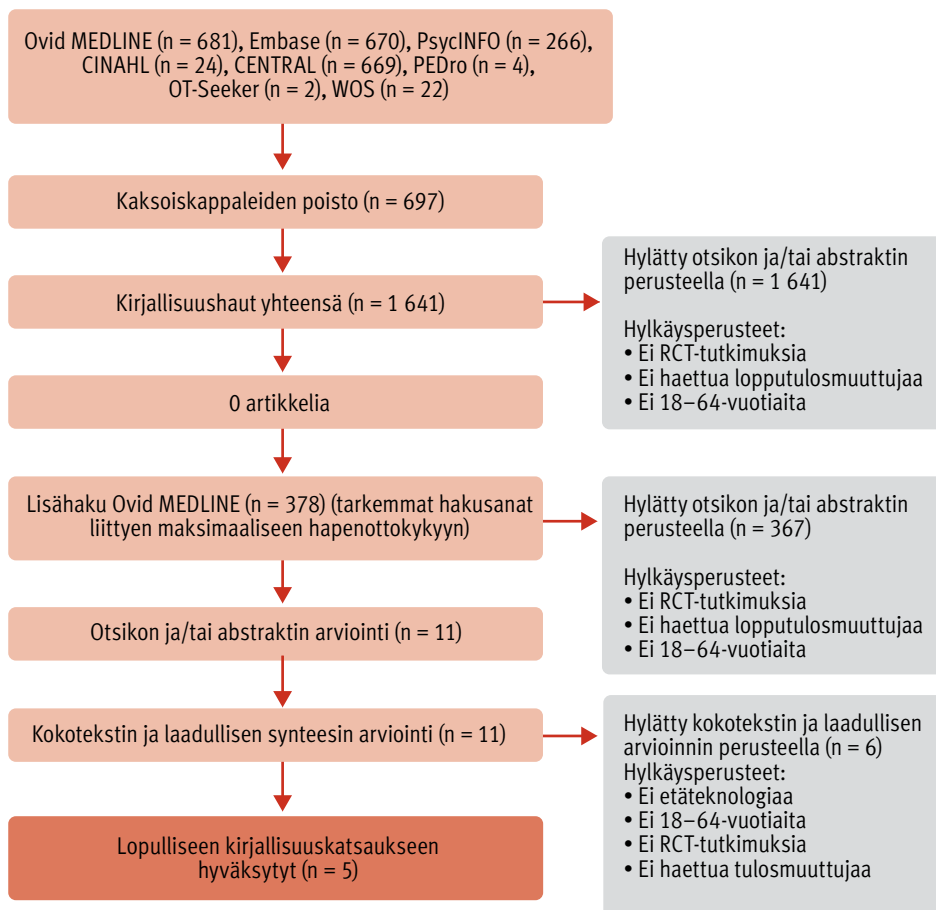 Ovid MEDLINE (n = 681), Embase (n = 670), PsycINFO (n = 266),
CINAHL (n = 24), CENTRAL (n = 669), PEDro (n = 4),
OT-Seeker (n = 2), WOS (n = 22)
Kaksoiskappaleiden poisto (n = 697)
Kirjallisuushaut yhteensä (n = 1 641)
Hylätty otsikon ja/tai abstraktin
perusteella (n = 1 641)
Hylkäysperusteet:
• Ei RCT-tutkimuksia
• Ei haettua lopputulosmuuttujaa
• Ei 18–64-vuotiaita
0 artikkelia
Lisähaku Ovid MEDLINE (n = 378) (tarkemmat hakusanat
liittyen maksimaaliseen hapenottokykyyn)
Hylätty otsikon ja/tai abstraktin
perusteella (n = 367)
Hylkäysperusteet:
• Ei RCT-tutkimuksia
• Ei haettua lopputulosmuuttujaa
• Ei 18–64-vuotiaita
Otsikon ja/tai abstraktin arviointi (n = 11)
Kokotekstin ja laadullisen synteesin arviointi (n = 11)
Hylätty kokotekstin ja laadullisen
arvioinnin perusteella (n = 6)
Hylkäysperusteet:
• Ei etäteknologiaa
• Ei 18–64-vuotiaita
• Ei RCT-tutkimuksia
• Ei haettua tulosmuuttujaa
Lopulliseen kirjallisuuskatsaukseen
hyväksytyt (n = 5)